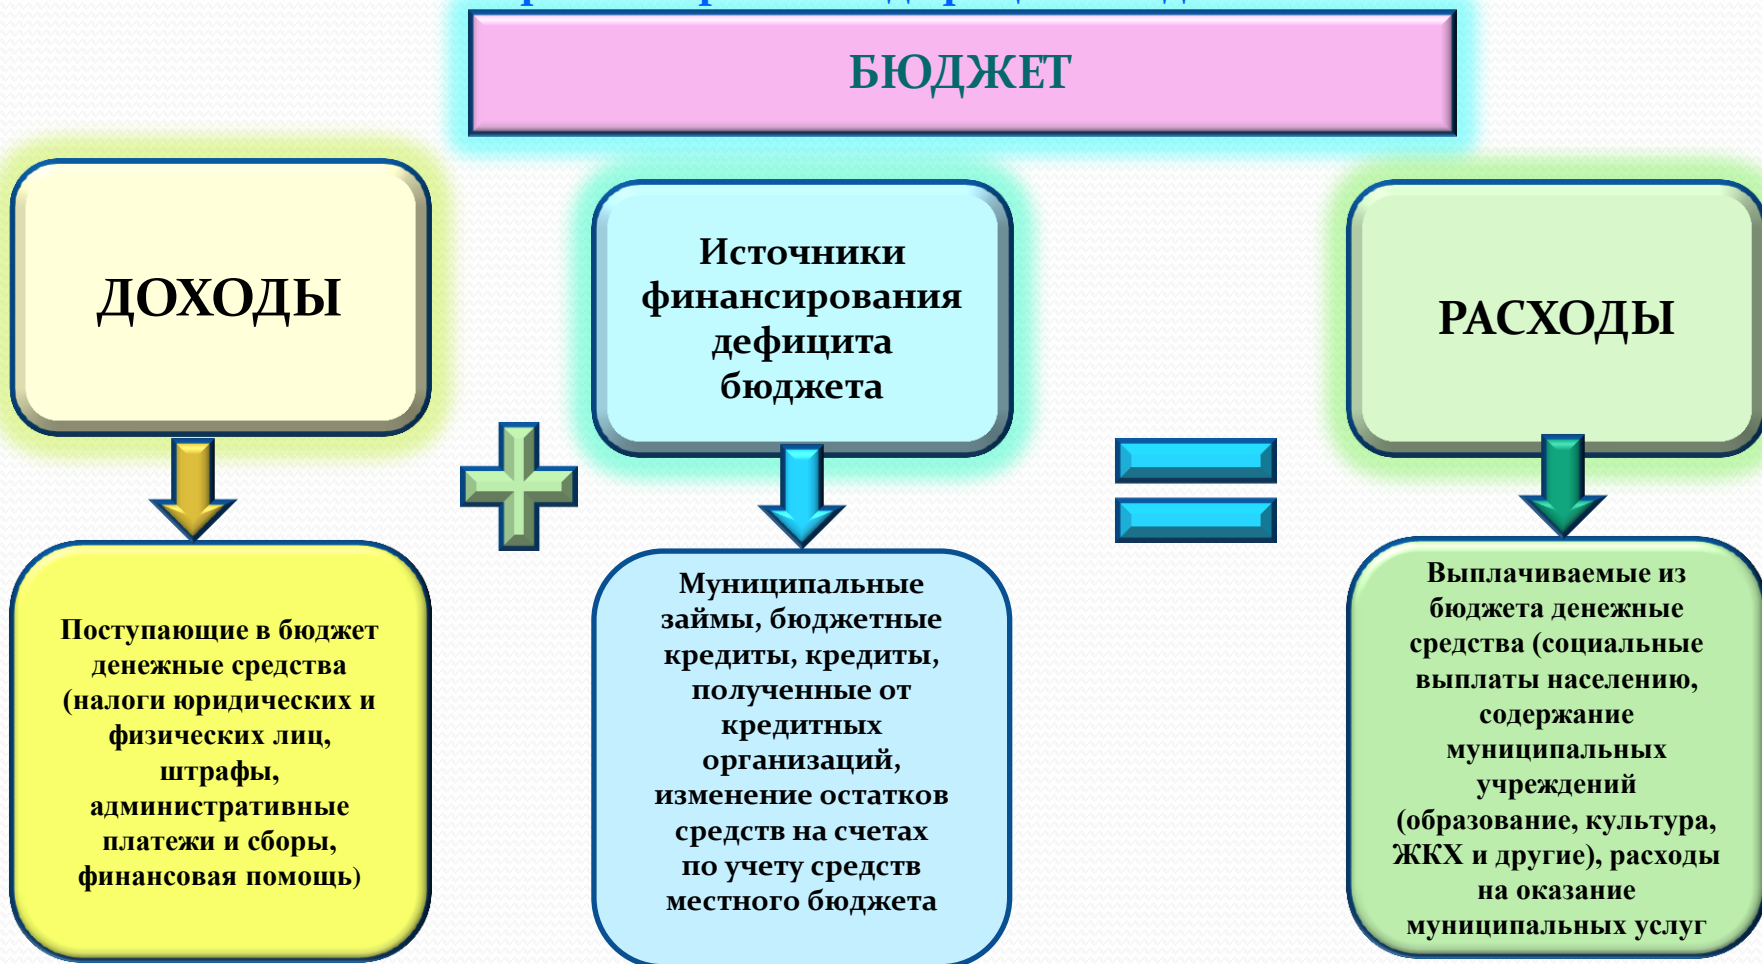 БЮДЖЕТ
ДОХОДЫ
Источники
финансирования
дефицита
бюджета
РАСХОДЫ
Поступающие в бюджет
денежные средства
(налоги юридических и
физических лиц,
штрафы,
административные
платежи и сборы,
финансовая помощь)
Муниципальные
займы, бюджетные
кредиты, кредиты,
полученные от
кредитных
организаций,
изменение остатков
средств на счетах
по учету средств
местного бюджета
Выплачиваемые из
бюджета денежные
средства (социальные
выплаты населению,
содержание
муниципальных
учреждений
(образование, культура,
ЖКХ и другие), расходы
на оказание
муниципальных услуг